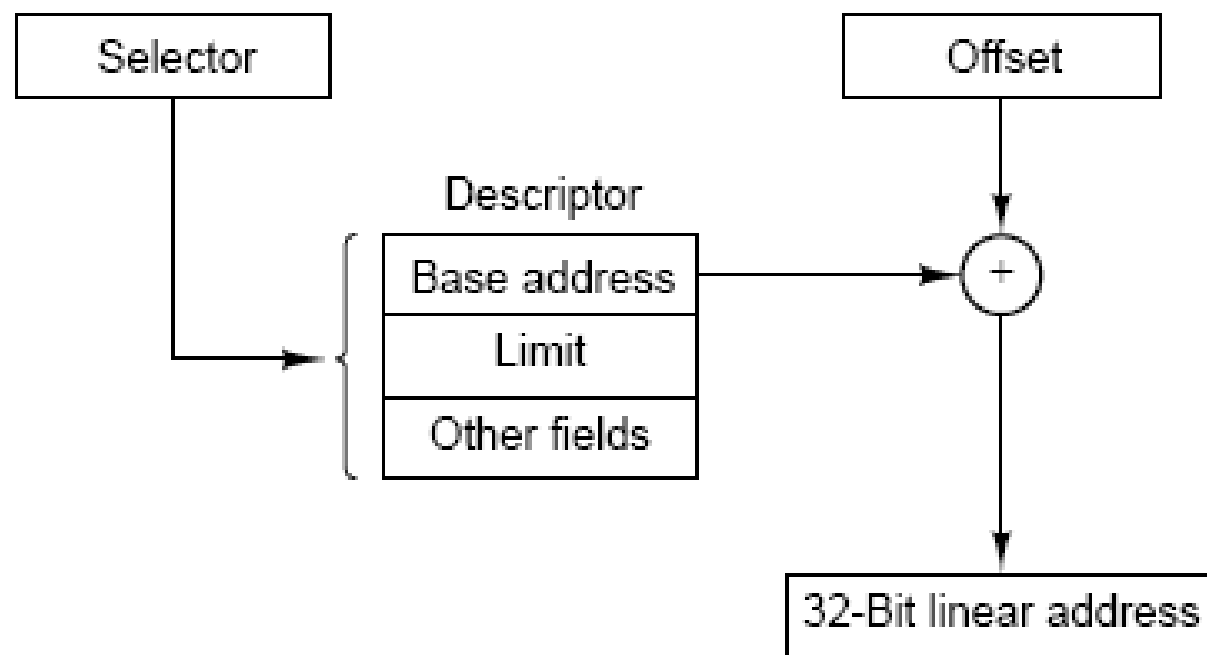 Selector
Offset
Descriptor
Base address
+
Limit
Other fields
32-Bit linear address